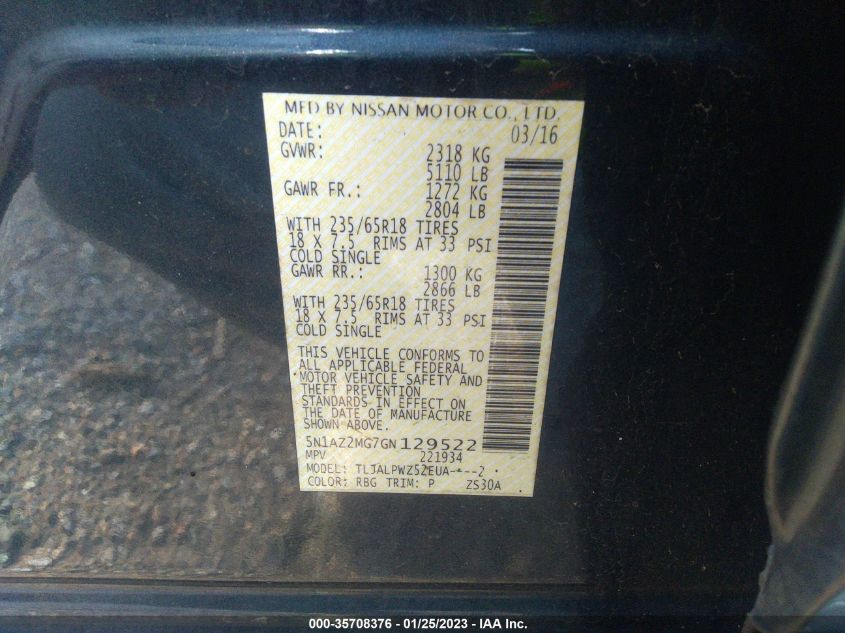 MFD BY NISSAN MOTOR CO., LTD.
DATE: 03/16
GVWR: 2318 KG
5110 LB
GAWR FR.: 1272 KG
2804 LB
WITH 235/65R18 TIRES
18 X 7.5 RIMS AT 33 PSI
COLD SINGLE
GAWR RR.: 1300 KG
2866 LB
WITH 235/65R18 TIRES
18 X 7.5 RIMS AT 33 PSI
COLD SINGLE
THIS VEHICLE CONFORMS TO
ALL APPLICABLE FEDERAL
MOTOR VEHICLE SAFETY AND
THEFT PREVENTION
STANDARDS IN EFFECT ON
THE DATE OF MANUFACTURE
SHOWN ABOVE.
5N1AZ2MG7GN129522
MPV 221934
MODEL: TLJALPWZ52EUA-*--2
COLOR: RBG TRIM: P ZS30A
000-35708376 - 01/25/2023 - IAA Inc.